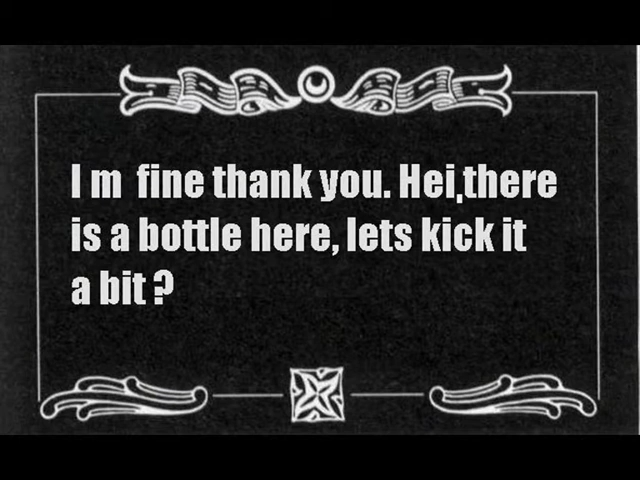 I m fine thank you. Hei,there
is a bottle here, lets kick it
a bit ?